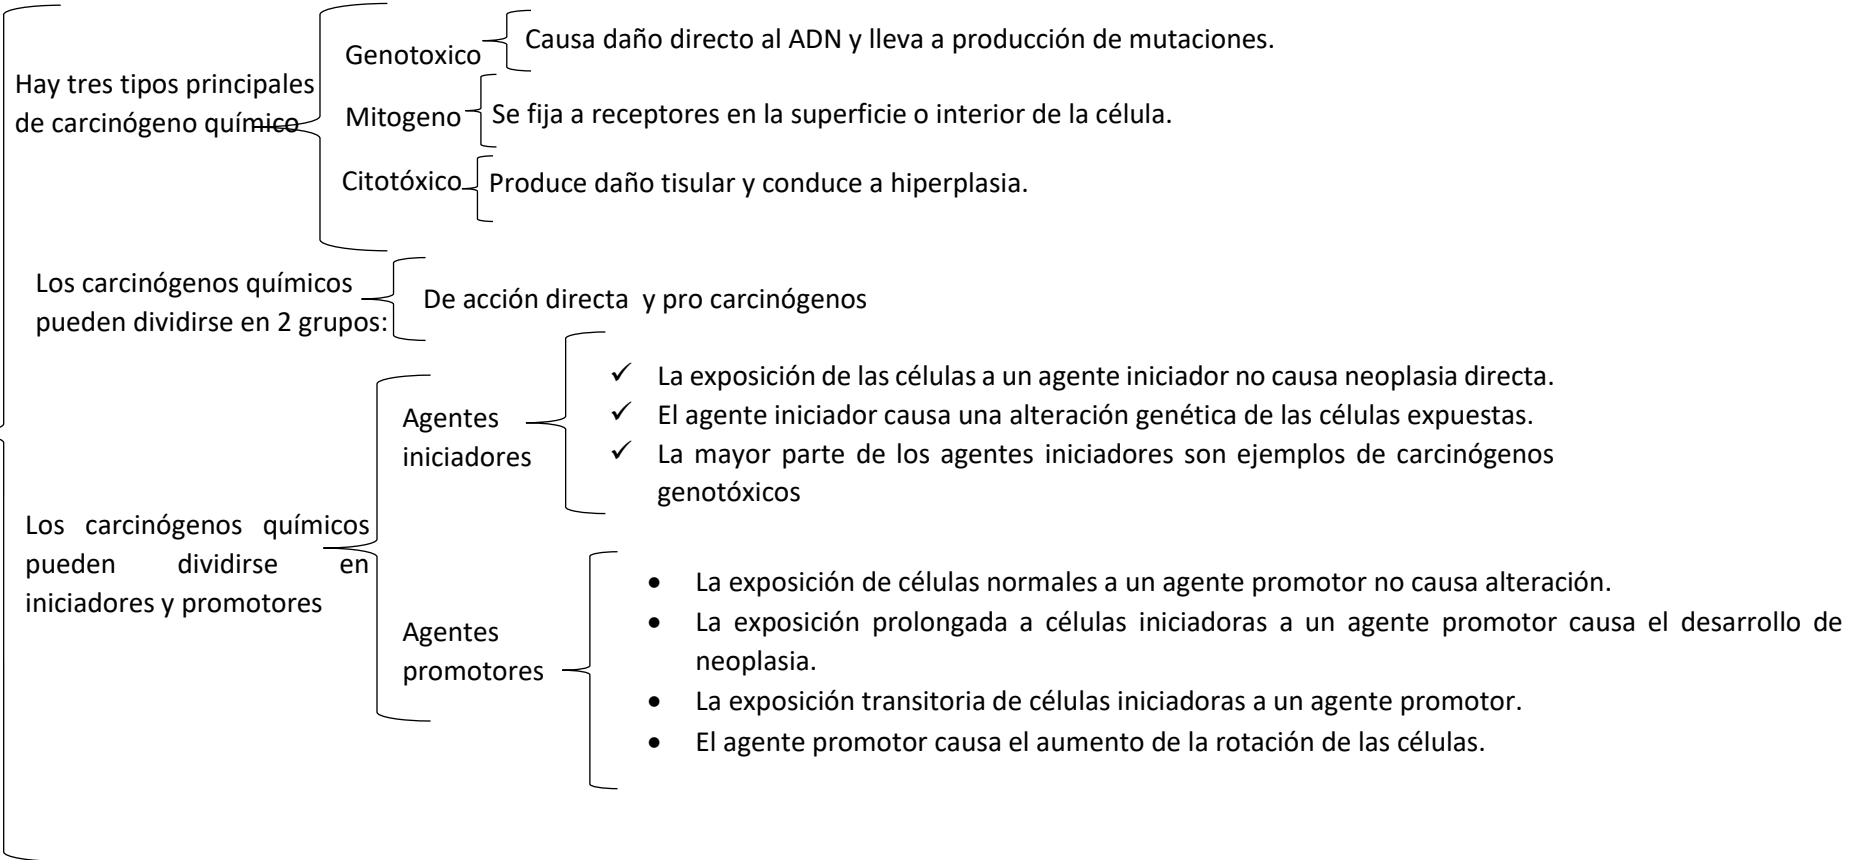 Hay tres tipos principales
de carcinógeno químico
Genotoxico
Causa daño directo al ADN y lleva a producción de mutaciones.
Mitogeno
Se fija a receptores en la superficie o interior de la célula.
Citotóxico
Produce daño tisular y conduce a hiperplasia.
Los carcinógenos químicos
pueden dividirse en 2 grupos:
De acción directa y pro carcinógenos
Los carcinógenos químicos
pueden dividirse en
iniciadores y promotores
Agentes
iniciadores
✓ La exposición de las células a un agente iniciador no causa neoplasia directa.
✓ El agente iniciador causa una alteración genética de las células expuestas.
✓ La mayor parte de los agentes iniciadores son ejemplos de carcinógenos
genotóxicos
Agentes
promotores
• La exposición de células normales a un agente promotor no causa alteración.
• La exposición prolongada a células iniciadoras a un agente promotor causa el desarrollo de
neoplasia.
• La exposición transitoria de células iniciadoras a un agente promotor.
• El agente promotor causa el aumento de la rotación de las células.